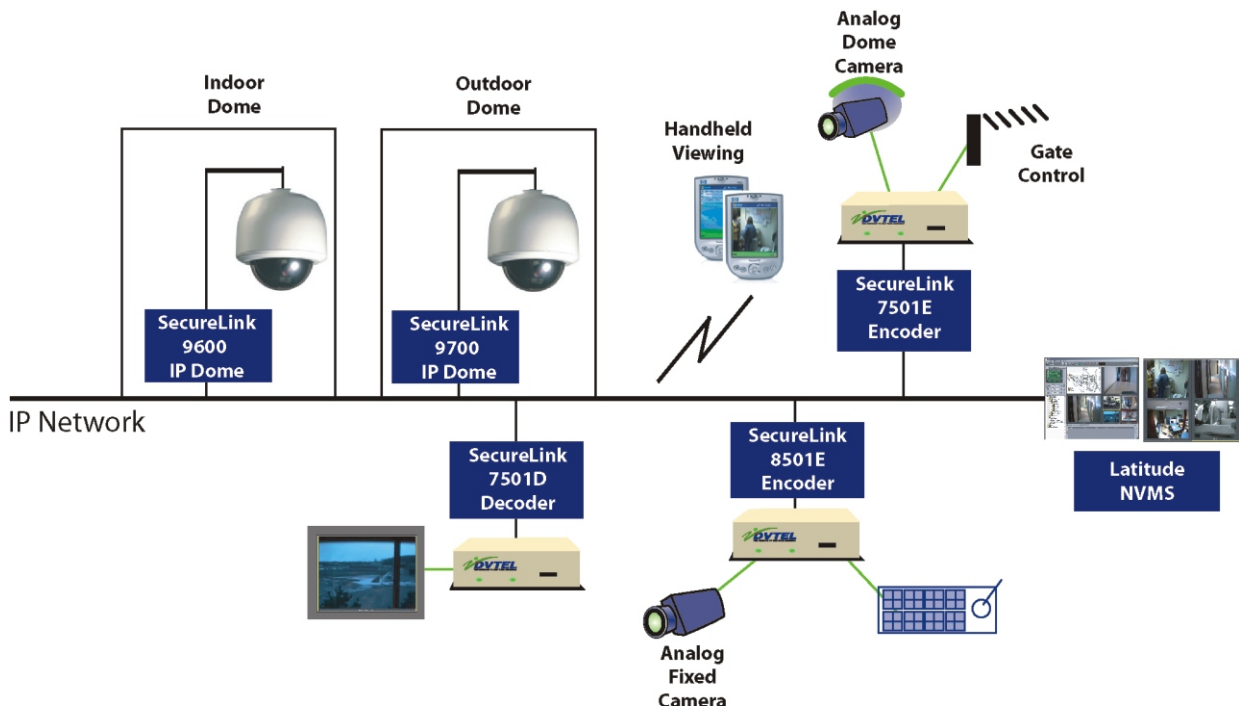 Analog
Dome
Camera
Indoor
Dome
Outdoor
Dome
Handheld
Viewing
Gate
Control
DVTEL
SecureLink
7501E
Encoder
SecureLink
9600
IP Dome
SecureLink
9700
IP Dome
IP Network
SecureLink
7501D
Decoder
SecureLink
8501E
Encoder
Latitude
NVMS
DVTEL
DVTEL
Analog
Fixed
Camera